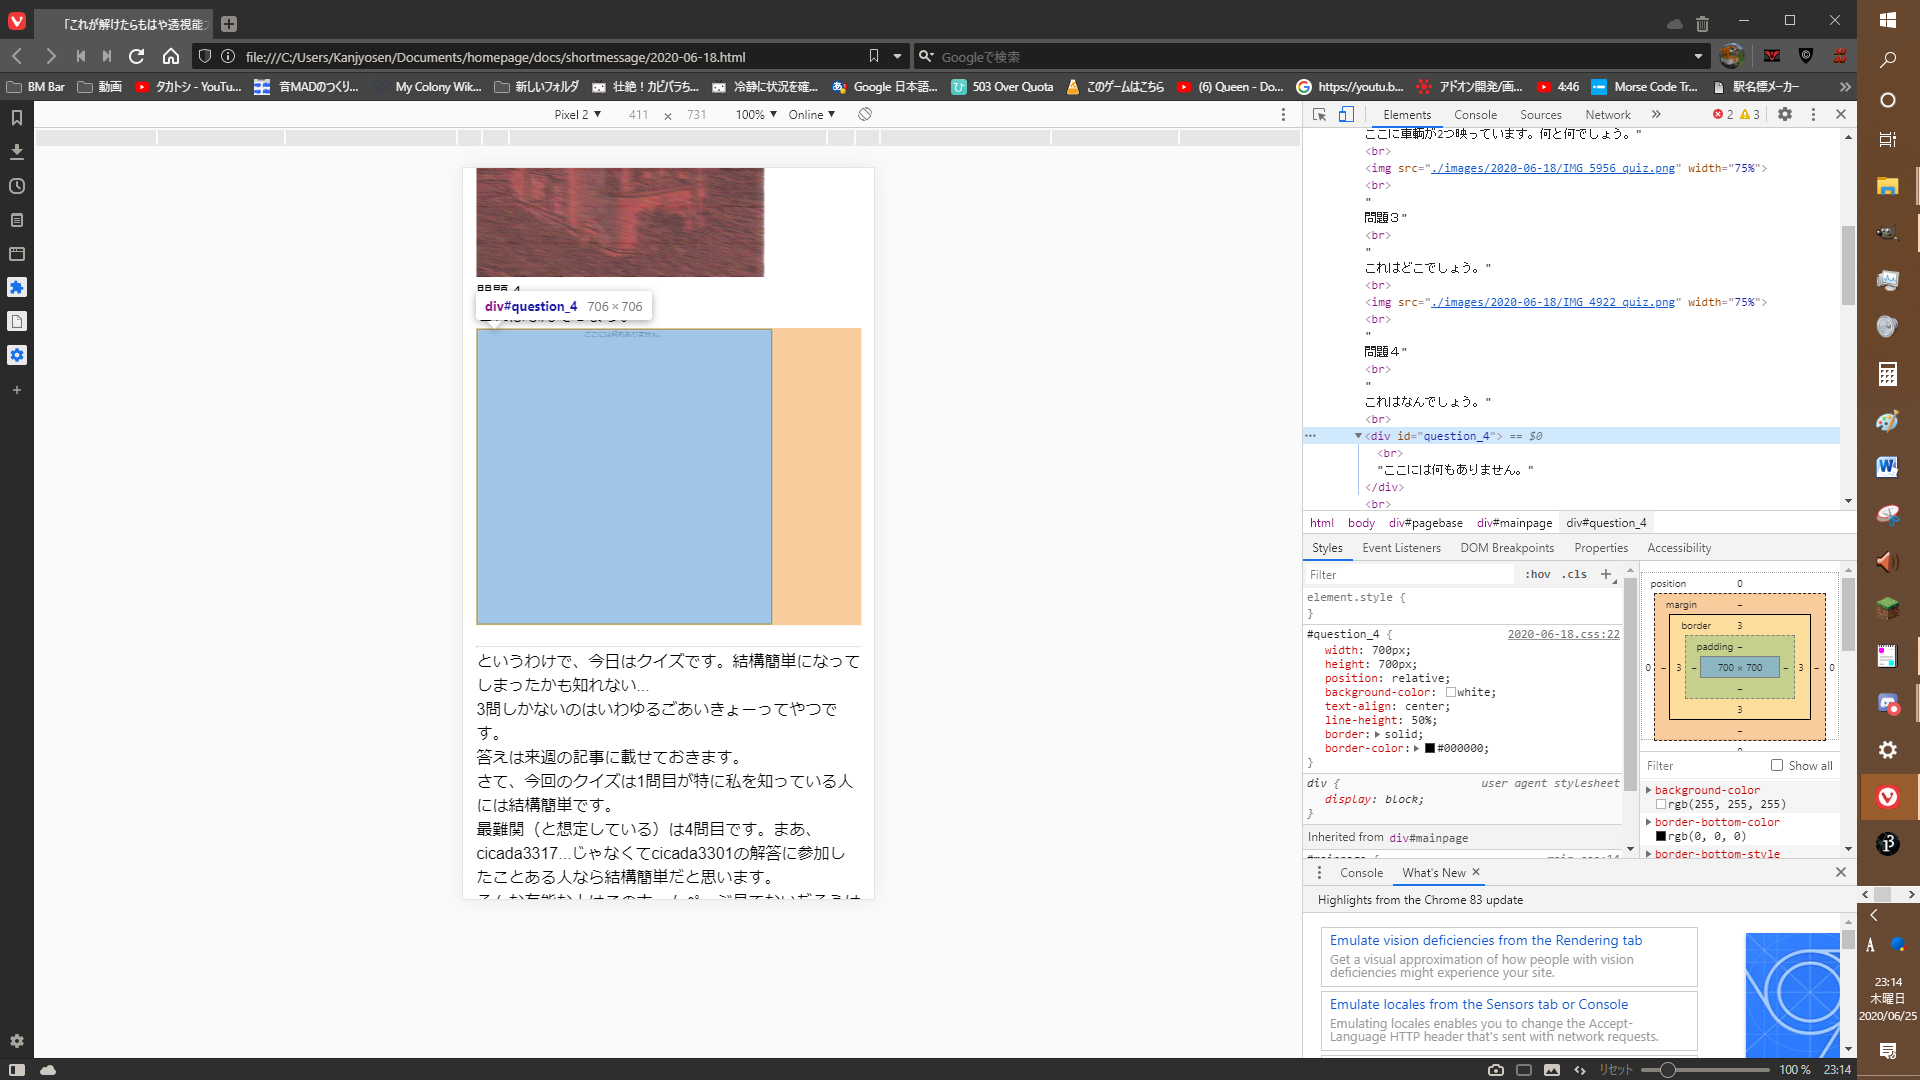 「これが解けたらもはや透視能
file:///C:/Users/Kanjyosen/Documents/homepage/docs/shortmessage/2020-06-18.html
Googleで検索
BM Bar
動画
タカトシ - YouTu...
音MADのつくり...
My Colony Wik...
新しいフォルダ
壮絶！カピバラち...
冷静に状況を確...
Google 日本語...
503 Over Quota
このゲームはこちら
(6) Queen - Do...
https://youtu.b...
アドオン開発/画...
4:46
Morse Code Tr...
駅名標メーカー
Pixel 2 ▼ 411 × 731 100% ▼ Online ▼
Elements Console Sources Network 2 3
ここに車輌が2つ映っています。何と何でしょう。"
<br>
<img src="./images/2020-06-18/IMG_5956_quiz.png" width="75%">
<br>
"
問題３"
<br>
"
これはどこでしょう。"
<br>
<img src="./images/2020-06-18/IMG_4922_quiz.png" width="75%">
<br>
"
問題４"
<br>
"
これはなんでしょう。"
<br>
<div id="question_4"> == $0
<br>
"ここには何もありません。"
</div>
<br>
div#question_4 706 × 706
ここには何もありません。
というわけで、今日はクイズです。結構簡単になって
しまったかも知れない...
3問しかないのはいわゆるごあいきょーってやつで
す。
答えは来週の記事に載せておきます。
さて、今回のクイズは1問目が特に私を知っている人
には結構簡単です。
最難関（と想定している）は4問目です。まあ、
cicada3317...じゃなくてcicada3301の解答に参加し
たことある人なら結構簡単だと思います。
html body div#pagebase div#mainpage div#question_4
Styles Event Listeners DOM Breakpoints Properties Accessibility
Filter :hov .cls +
element.style {
}
#question_4 { 2020-06-18.css:22
width: 700px;
height: 700px;
position: relative;
background-color: white;
text-align: center;
line-height: 50%;
border: solid;
border-color: #000000;
}
div { user agent stylesheet
display: block;
}
Inherited from div#mainpage
#mainpage { main.css:14
position 0
margin –
border 3
padding –
0 – 3 – 700 × 700 – 3 – 0
–
3
–
0
Filter Show all
background-color
rgb(255, 255, 255)
border-bottom-color
rgb(0, 0, 0)
border-bottom-style
Console What's New ×
Highlights from the Chrome 83 update
Emulate vision deficiencies from the Rendering tab
Get a visual approximation of how people with vision
deficiencies might experience your site.
Emulate locales from the Sensors tab or Console
Emulating locales enables you to change the Accept-
Language HTTP header that's sent with network requests.
リセット 100 % 23:14
A
23:14
木曜日
2020/06/25